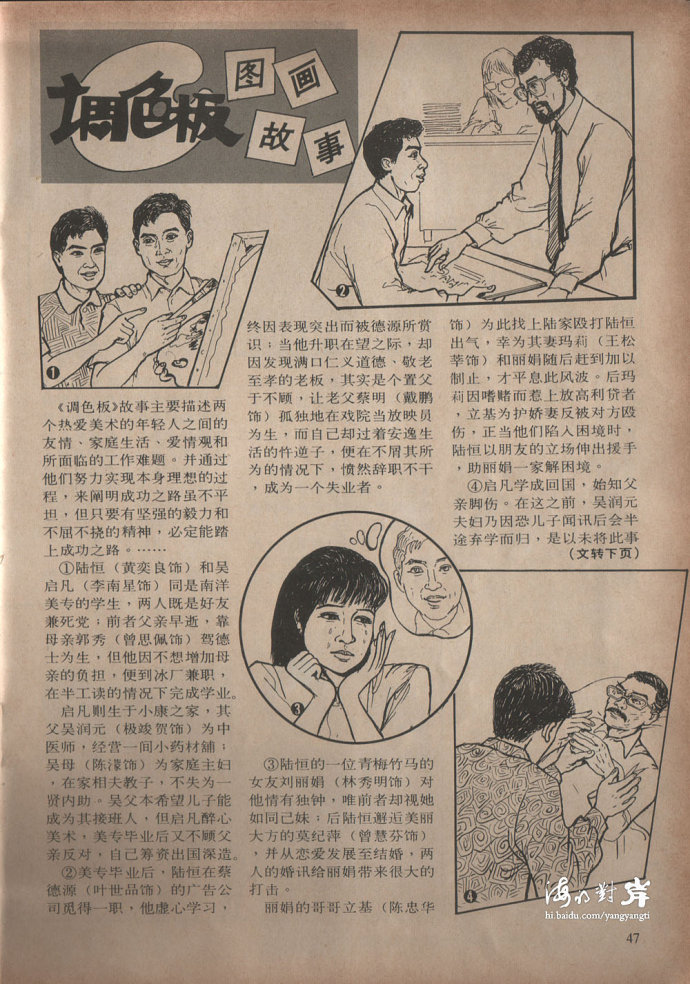 调色板
图画
故事
①
②
《调色板》故事主要描述两
个热爱美术的年轻人之间的
友情、家庭生活、爱情观和
所面临的工作难题。并通过
他们努力实现本身理想的过
程，来阐明成功之路虽不平
坦，但只要有坚强的毅力和
不屈不挠的精神，必定能踏
上成功之路。……
①陆恒（黄奕良饰）和吴
启凡（李南星饰）同是南洋
美专的学生，两人既是好友
兼死党；前者父亲早逝，靠
母亲郭秀（曾思佩饰）驾德
士为生，但他因不想增加母
亲的负担，便到冰厂兼职，
在半工读的情况下完成学业。
启凡则生于小康之家，其
父吴润元（极竣贺饰）为中
医师，经营一间小药材舖；
吴母（陈濛饰）为家庭主妇
，在家相夫教子，不失为一
贤内助。吴父本希望儿子能
成为其接班人，但启凡醉心
美术，美专毕业后又不顾父
亲反对，自己筹资出国深造。
②美专毕业后，陆恒在蔡
德源（叶世品饰）的广告公
司觅得一职，他虚心学习，
终因表现突出而被德源所赏
识；当他升职在望之际，却
因发现满口仁义道德、敬老
至孝的老板，其实是个置父
于不顾，让老父蔡明（戴鹏
饰）孤独地在戏院当放映员
为生，而自己却过着安逸生
活的忤逆子，便在不屑其所
为的情况下，愤然辞职不干
，成为一个失业者。
③
③陆恒的一位青梅竹马的
女友刘丽娟（林秀明饰）对
他情有独钟，唯前者却视她
如同己妹；后陆恒邂逅美丽
大方的莫纪萍（曾慧芬饰）
，并从恋爱发展至结婚，两
人的婚讯给丽娟带来很大的
打击。
丽娟的哥哥立基（陈忠华
饰）为此找上陆家殴打陆恒
出气，幸为其妻玛莉（王松
莘饰）和丽娟随后赶到加以
制止，才平息此风波。后玛
莉因嗜赌而惹上放高利贷者
，立基为护娇妻反被对方殴
伤，正当他们陷入困境时，
陆恒以朋友的立场伸出援手
，助丽娟一家解困境。
④启凡学成回国，始知父
亲脚伤。在这之前，吴润元
夫妇乃因恐儿子闻讯后会半
途弃学而归，是以未将此事
（文转下页）
④
海的對岸
hi.baidu.com/yangyangti
47